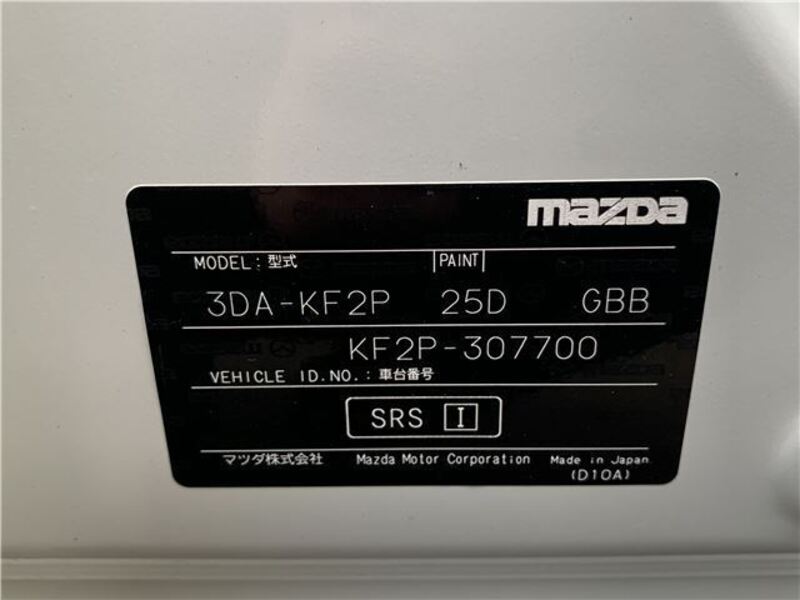 mazda
MODEL : 型式 PAINT
3DA-KF2P 25D GBB
KF2P-307700
VEHICLE ID.NO. : 車台番号
SRS I
マツダ株式会社 Mazda Motor Corporation Made in Japan
(D10A)